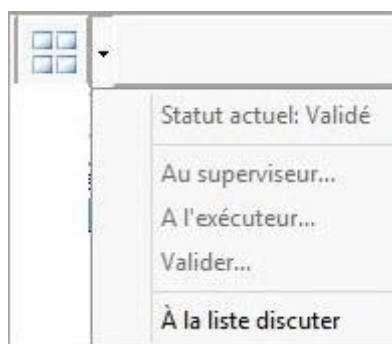 Statut actuel: Validé
Au superviseur...
A l'exécuteur...
Valider...
À la liste discuter